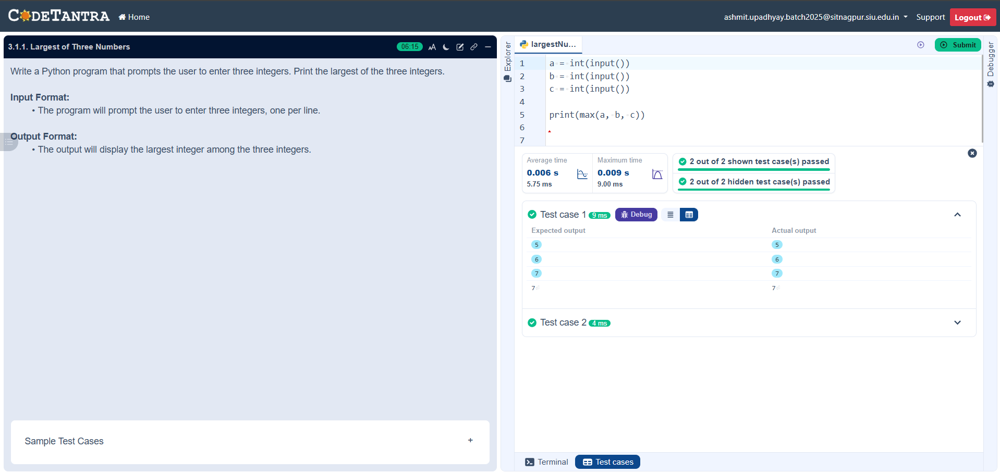 CODETANTRA Home ashmit.upadhyay.batch2025@sitnagpur.siu.edu.in Support Logout
3.1.1. Largest of Three Numbers 06:15
Write a Python program that prompts the user to enter three integers. Print the largest of the three integers.
Input Format:
• The program will prompt the user to enter three integers, one per line.
Output Format:
• The output will display the largest integer among the three integers.
Sample Test Cases +
Explorer
largestNu...
Submit
Debugger
1 a = int(input())
2 b = int(input())
3 c = int(input())
4
5 print(max(a, b, c))
6
7
Average time
0.006 s
5.75 ms
Maximum time
0.009 s
9.00 ms
2 out of 2 shown test case(s) passed
2 out of 2 hidden test case(s) passed
Test case 1 9 ms Debug
Expected output Actual output
5 5
6 6
7 7
7⏎ 7⏎
Test case 2 4 ms
Terminal Test cases